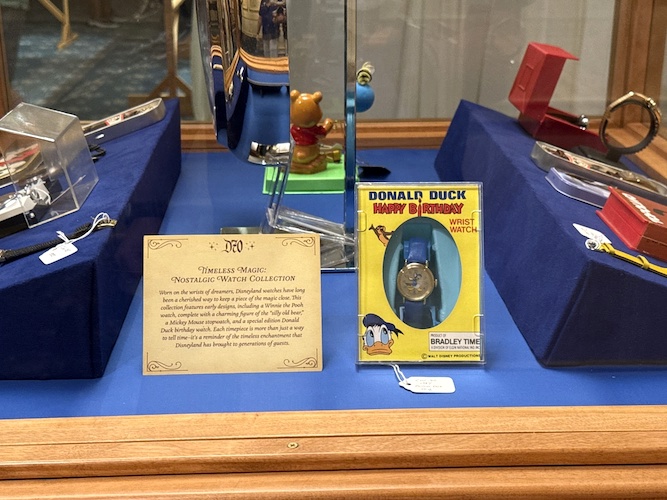 D70
TIMELESS MAGIC:
NOSTALGIC WATCH COLLECTION
Worn on the wrists of dreamers, Disneyland watches have long
been a cherished way to keep a piece of the magic close. This
collection features early designs, including a Winnie the Pooh
watch, complete with a charming figure of the "silly old bear,"
a Mickey Mouse stopwatch, and a special edition Donald
Duck birthday watch. Each timepiece is more than just a way
to tell time–it's a reminder of the timeless enchantment that
Disneyland has brought to generations of guests.
DONALD DUCK
HAPPY BIRTHDAY
WRIST
WATCH
PRODUCT OF
BRADLEY TIME
© WALT DISNEY PRODUCTIONS